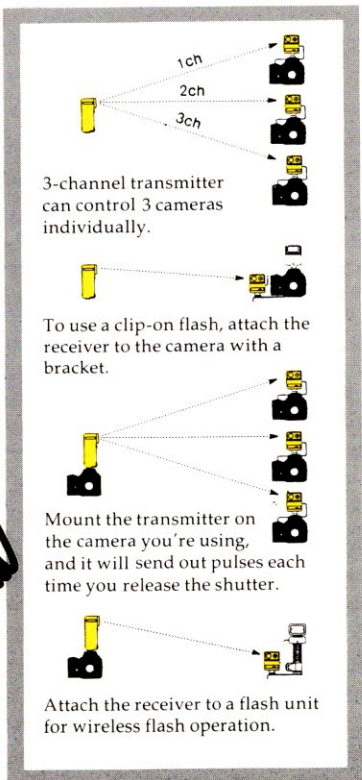 1ch
2ch
3ch
3-channel transmitter
can control 3 cameras
individually.
To use a clip-on flash, attach the
receiver to the camera with a
bracket.
Mount the transmitter on
the camera you're using,
and it will send out pulses each
time you release the shutter.
Attach the receiver to a flash unit
for wireless flash operation.